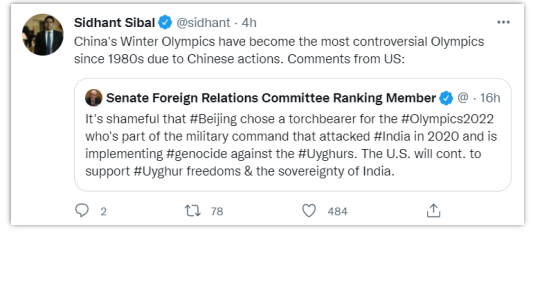 Sidhant Sibal @sidhant · 4h
China's Winter Olympics have become the most controversial Olympics
since 1980s due to Chinese actions. Comments from US:
Senate Foreign Relations Committee Ranking Member @ · 16h
It's shameful that #Beijing chose a torchbearer for the #Olympics2022
who's part of the military command that attacked #India in 2020 and is
implementing #genocide against the #Uyghurs. The U.S. will cont. to
support #Uyghur freedoms & the sovereignty of India.
2 78 484